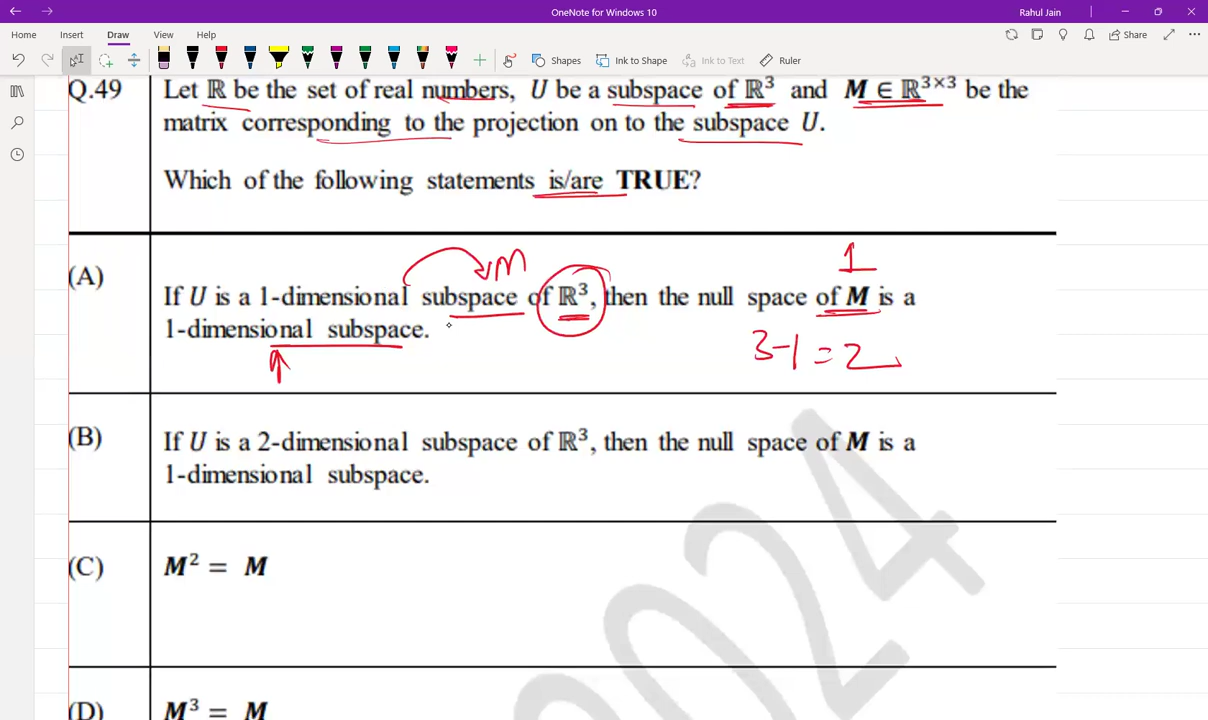 OneNote for Windows 10
Rahul Jain
Home Insert Draw View Help
Shapes Ink to Shape Ink to Text Math Ruler
Share
Q.49 Let ℝ be the set of real numbers, U be a subspace of ℝ³ and M ∈ ℝ³ˣ³ be the
matrix corresponding to the projection on to the subspace U.
Which of the following statements is/are TRUE?
M
1
(A) If U is a 1-dimensional subspace of ℝ³, then the null space of M is a
1-dimensional subspace.
3-1 = 2
(B) If U is a 2-dimensional subspace of ℝ³, then the null space of M is a
1-dimensional subspace.
(C) M² = M
(D) M³ = M
2024